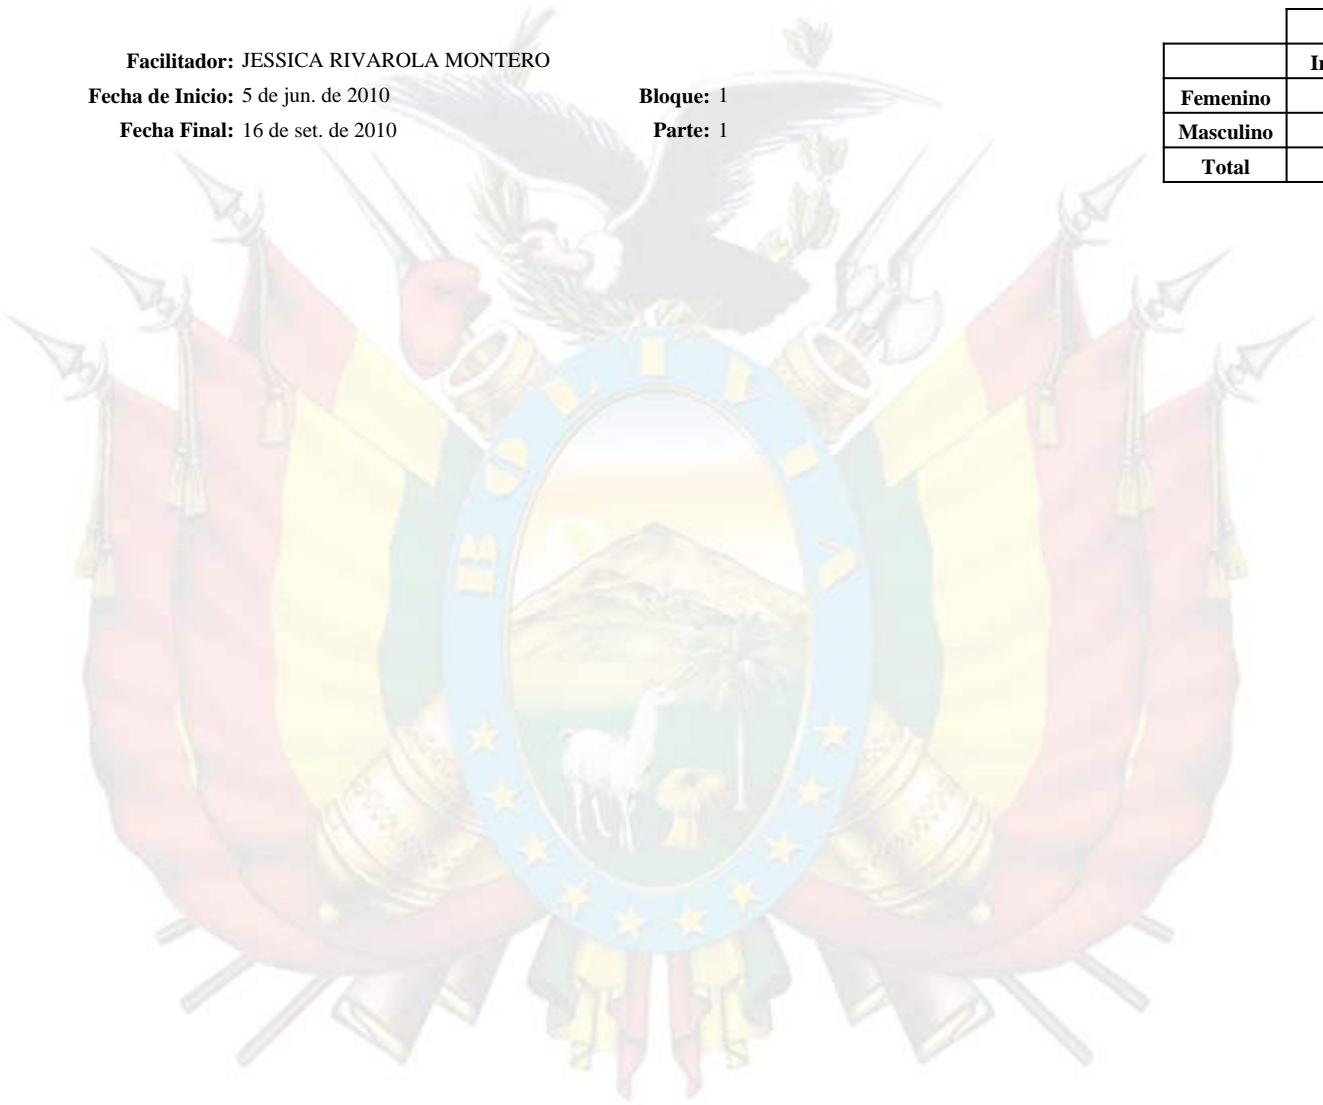 Facilitador: JESSICA RIVAROLA MONTERO
Fecha de Inicio: 5 de jun. de 2010 Bloque: 1
Fecha Final: 16 de set. de 2010 Parte: 1
Femenino
Masculino
Total
BOLIVIA